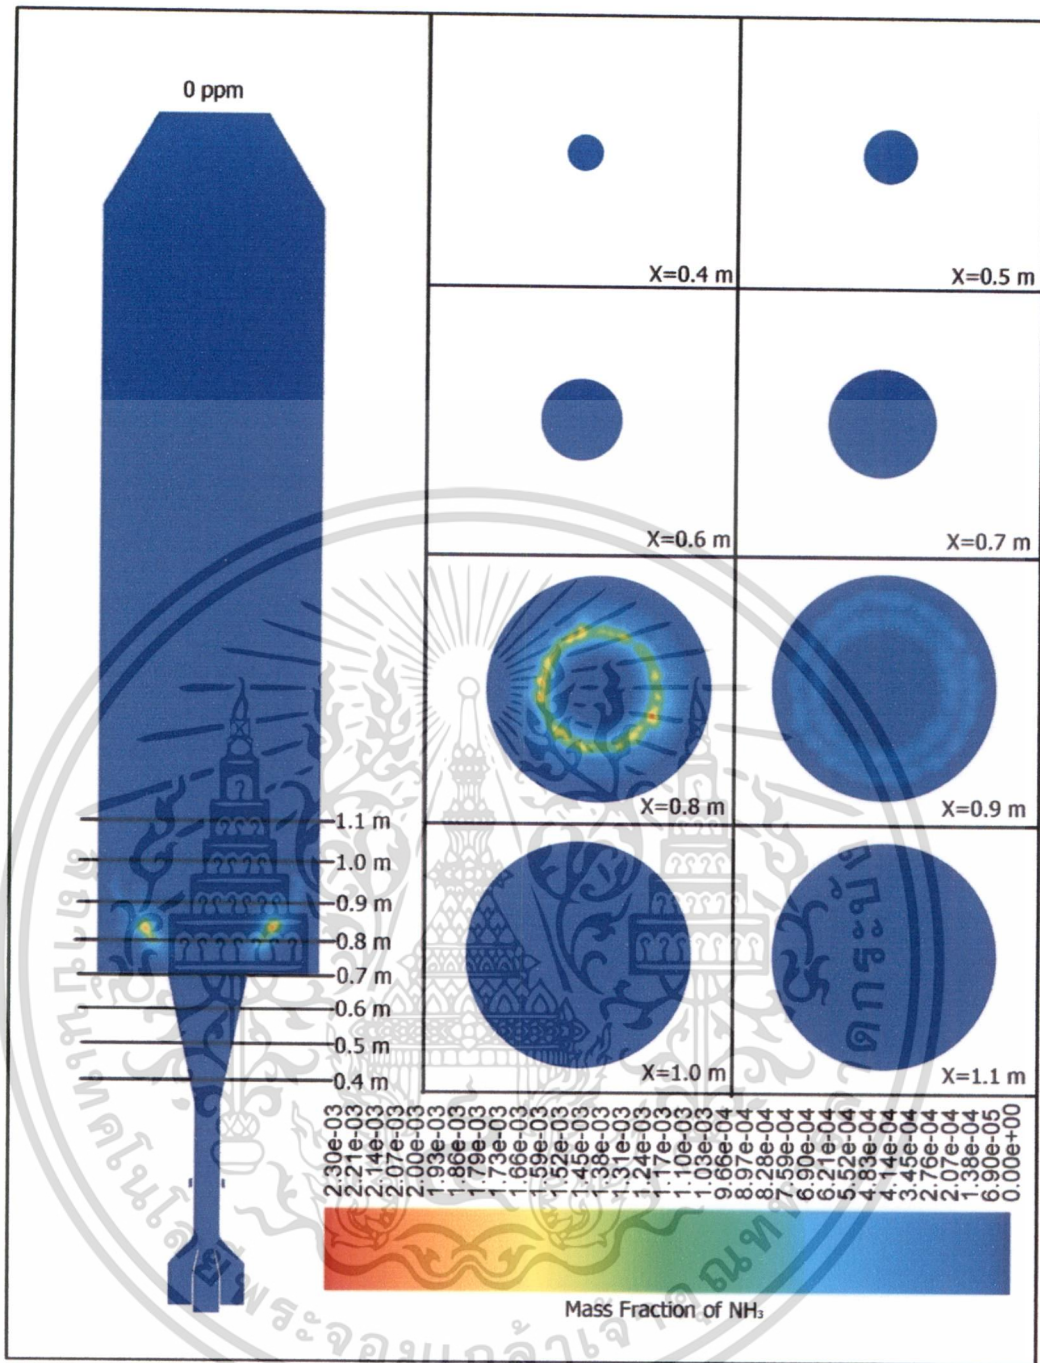 0 ppm
X=0.4 m
X=0.5 m
X=0.6 m
X=0.7 m
X=0.8 m
X=0.9 m
X=1.0 m
X=1.1 m
1.1 m
1.0 m
0.9 m
0.8 m
0.7 m
0.6 m
0.5 m
0.4 m
2.30e-03
2.21e-03
2.14e-03
2.07e-03
2.00e-03
1.93e-03
1.86e-03
1.79e-03
1.73e-03
1.66e-03
1.59e-03
1.52e-03
1.45e-03
1.38e-03
1.31e-03
1.24e-03
1.17e-03
1.10e-03
1.03e-03
9.66e-04
8.97e-04
8.28e-04
7.59e-04
6.90e-04
6.21e-04
5.52e-04
4.83e-04
4.14e-04
3.45e-04
2.76e-04
2.07e-04
1.38e-04
6.90e-05
0.00e+00
Mass Fraction of NH₃